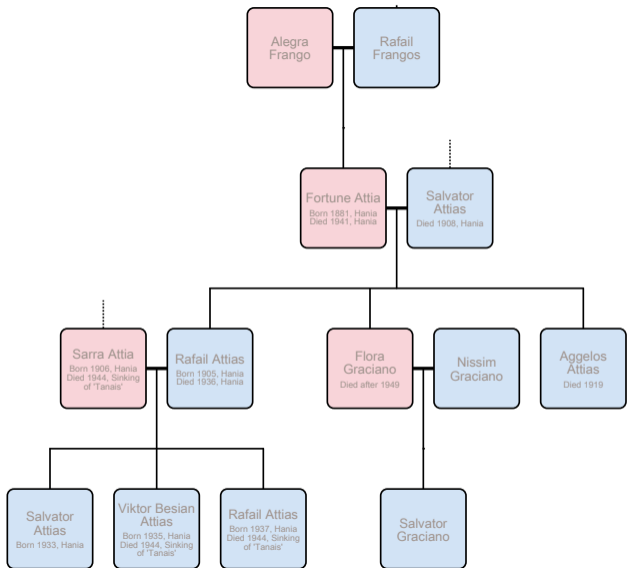 Alegra
Frango
Rafail
Frangos
Fortune Attia
Born 1881, Hania
Died 1941, Hania
Salvator
Attias
Died 1908, Hania
Sarra Attia
Born 1906, Hania
Died 1944, Sinking
of 'Tanais'
Rafail Attias
Born 1905, Hania
Died 1936, Hania
Flora
Graciano
Died after 1949
Nissim
Graciano
Aggelos
Attias
Died 1919
Salvator
Attias
Born 1933, Hania
Viktor Besian
Attias
Born 1935, Hania
Died 1944, Sinking
of 'Tanais'
Rafail Attias
Born 1937, Hania
Died 1944, Sinking
of 'Tanais'
Salvator
Graciano